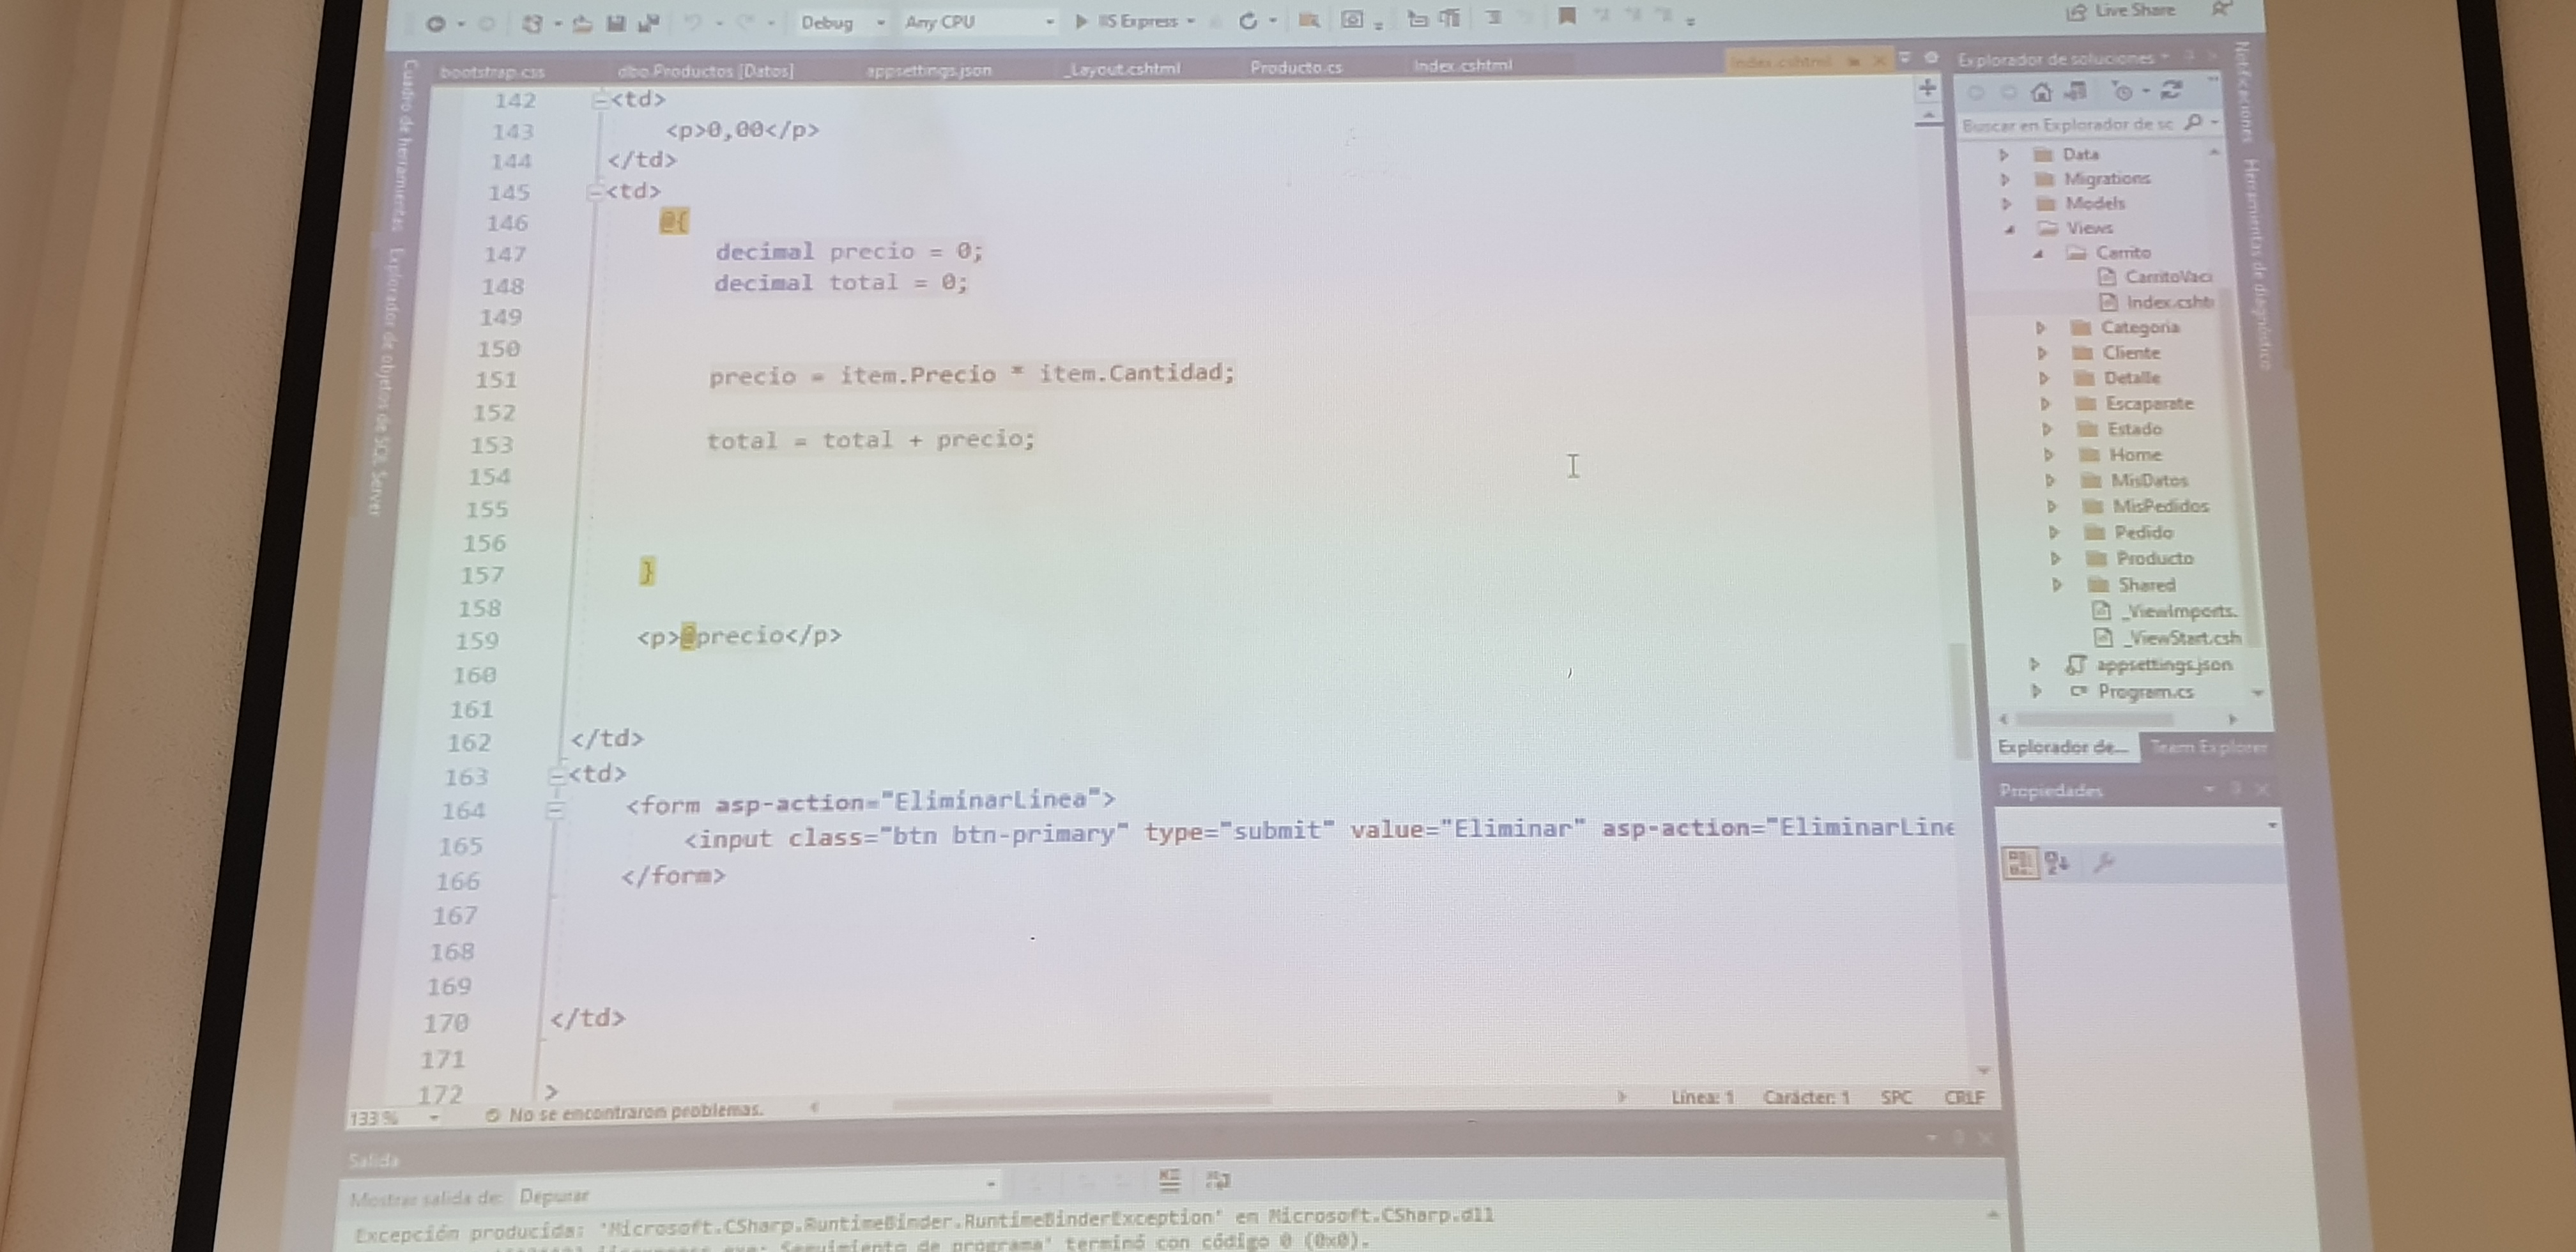 Debug Any CPU IIS Express Live Share
bootstrap.css dbo.Productos [Datos] appsettings.json _Layout.cshtml Producto.cs Index.cshtml Index.cshtml
Cuadro de herramientas
Explorador de objetos de SQL Server
142 <td>
143 <p>0,00</p>
144 </td>
145 <td>
146 @{
147 decimal precio = 0;
148 decimal total = 0;
149
150
151 precio = item.Precio * item.Cantidad;
152
153 total = total + precio;
154
155
156
157 }
158
159 <p>@precio</p>
160
161
162 </td>
163 <td>
164 <form asp-action="EliminarLinea">
165 <input class="btn btn-primary" type="submit" value="Eliminar" asp-action="EliminarLine
166 </form>
167
168
169
170 </td>
171
172 >
133 % No se encontraron problemas. Línea: 1 Carácter: 1 SPC CRLF
Salida
Mostrar salida de: Depurar
Excepción producida: 'Microsoft.CSharp.RuntimeBinder.RuntimeBinderException' en Microsoft.CSharp.dll
Seguimiento de programa' terminó con código 0 (0x0).
Explorador de soluciones
Buscar en Explorador de sc
Data
Migrations
Models
Views
Carrito
CarritoVaci
Index.csht
Categoria
Cliente
Detalle
Escaparate
Estado
Home
MisDatos
MisPedidos
Pedido
Producto
Shared
_ViewImports.
_ViewStart.csh
appsettings.json
C# Program.cs
Explorador de... Team Explorer
Propiedades
Notificaciones
Herramientas de diagnóstico